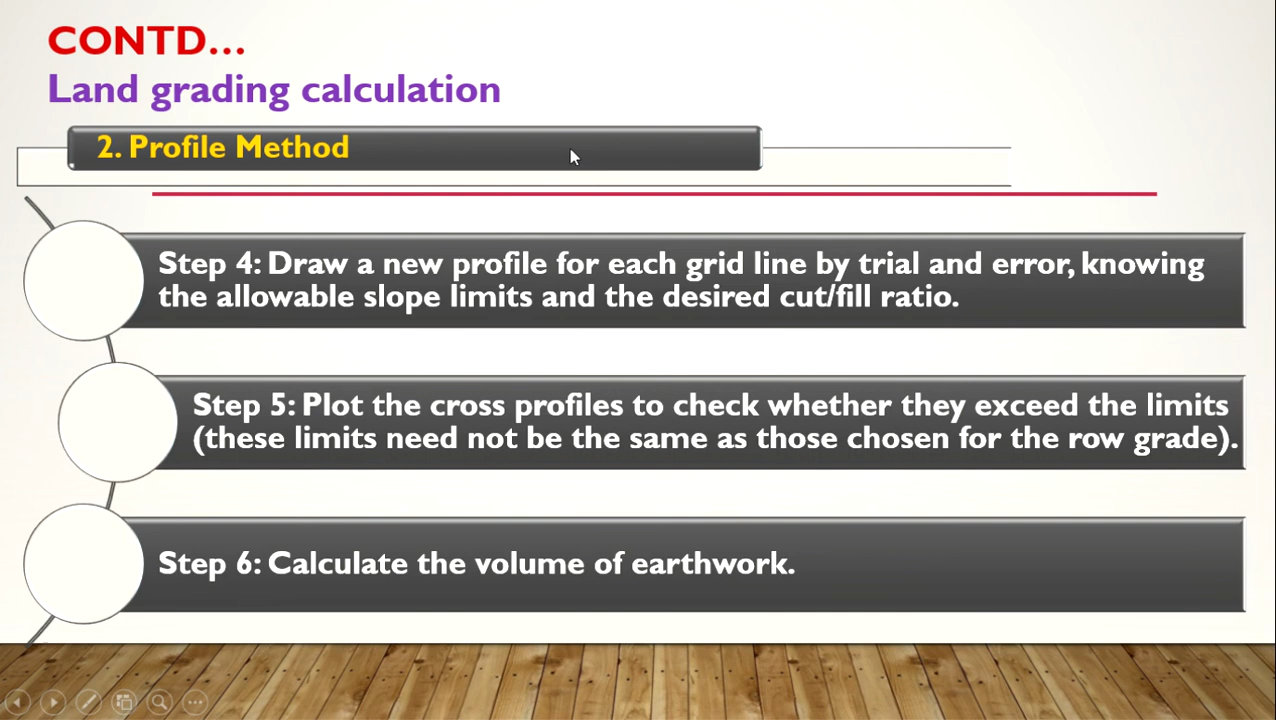 CONTD...
Land grading calculation
2. Profile Method
Step 4: Draw a new profile for each grid line by trial and error, knowing
the allowable slope limits and the desired cut/fill ratio.
Step 5: Plot the cross profiles to check whether they exceed the limits
(these limits need not be the same as those chosen for the row grade).
Step 6: Calculate the volume of earthwork.